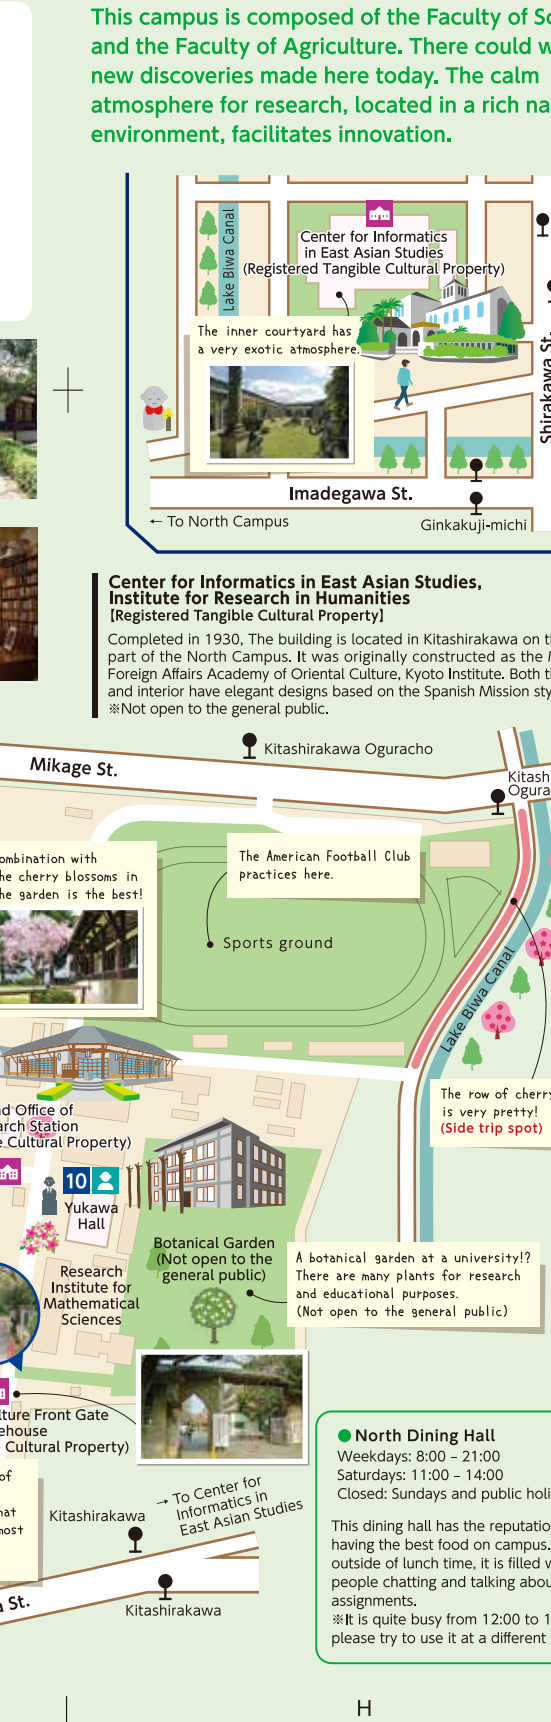 This campus is composed of the Faculty of
and the Faculty of Agriculture. There could
new discoveries made here today. The calm
atmosphere for research, located in a rich
environment, facilitates innovation.
Lake Biwa Canal
Center for Informatics
in East Asian Studies
(Registered Tangible Cultural Property)
The inner courtyard has
a very exotic atmosphere.
Shirakawa St.
Imadegawa St.
← To North Campus
Ginkakuji-michi
Center for Informatics in East Asian Studies,
Institute for Research in Humanities
【Registered Tangible Cultural Property】
Completed in 1930, The building is located in Kitashirakawa on
part of the North Campus. It was originally constructed as the
Foreign Affairs Academy of Oriental Culture, Kyoto Institute. Both
and interior have elegant designs based on the Spanish Mission
※Not open to the general public.
Kitashirakawa Oguracho
Mikage St.
Kitash
Ogura
ombination with
he cherry blossoms in
he garden is the best!
The American Football Club
practices here.
Sports ground
Lake Biwa Canal
The row of cherry
is very pretty!
(Side trip spot)
d Office of
arch Station
e Cultural Property)
10
Yukawa
Hall
Botanical Garden
(Not open to the
general public)
A botanical garden at a university!?
There are many plants for research
and educational purposes.
(Not open to the general public)
Research
Institute for
Mathematical
Sciences
lture Front Gate
ehouse
Cultural Property)
of
hat
most
→ To Center for
Informatics in
East Asian Studies
Kitashirakawa
Kitashirakawa
a St.
● North Dining Hall
Weekdays: 8:00 – 21:00
Saturdays: 11:00 – 14:00
Closed: Sundays and public holi
This dining hall has the reputatio
having the best food on campus.
outside of lunch time, it is filled
people chatting and talking abou
assignments.
※It is quite busy from 12:00 to 1
please try to use it at a different
H